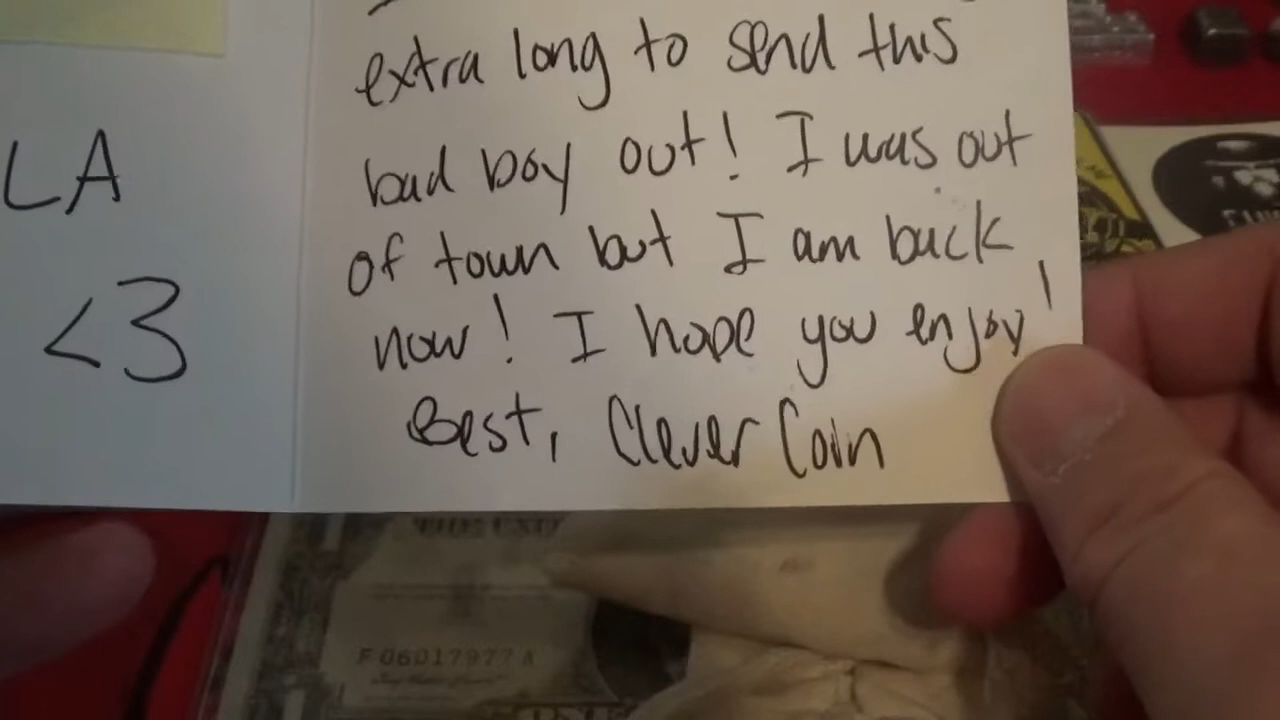 extra long to send this
bad boy out! I was out
of town but I am back
now! I hope you enjoy!
Best, Clever Coin
LA
<3
F 06017977 A